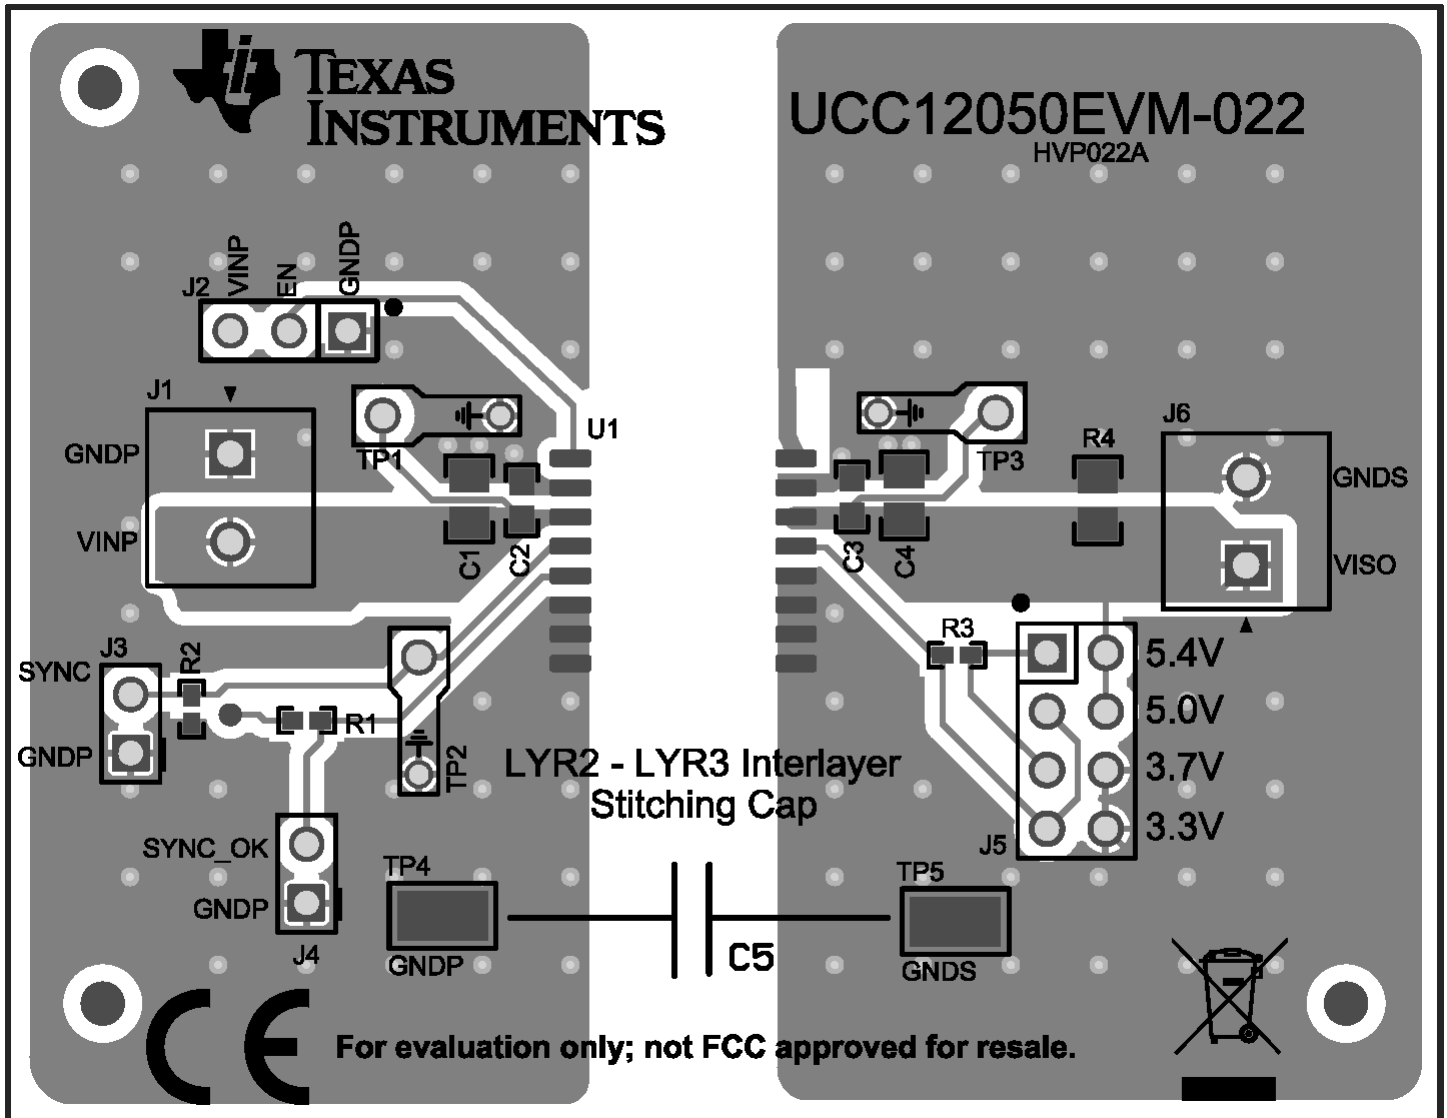 TEXAS
INSTRUMENTS
UCC12050EVM-022
HVP022A
J2
VINP
EN
GNDP
J1
GNDP
VINP
TP1
U1
C1
C2
TP3
C3
C4
R4
J6
GNDS
VISO
J3
SYNC
GNDP
R2
R1
TP2
R3
5.4V
5.0V
3.7V
3.3V
J5
LYR2 - LYR3 Interlayer
Stitching Cap
SYNC_OK
GNDP
J4
TP4
GNDP
C5
TP5
GNDS
CE
For evaluation only; not FCC approved for resale.